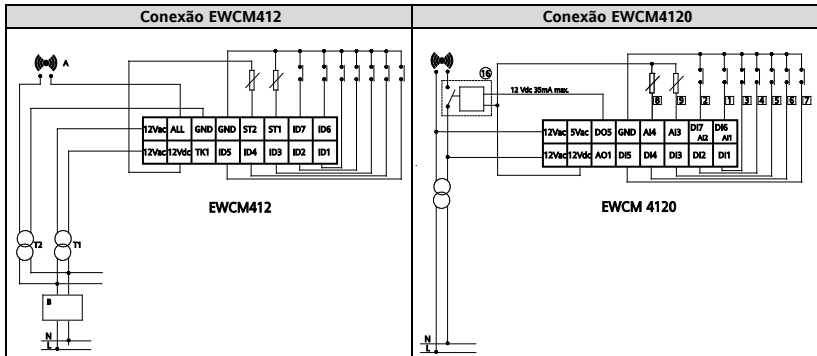 Conexão EWCM412
Conexão EWCM4120
A
12Vac ALL GND GND ST2 ST1 ID7 ID6
12Vac 12Vdc TK1 ID5 ID4 ID3 ID2 ID1
EWCM412
T2 T1
B
N
L
16
12 Vdc 35mA max.
8 9 2 1 3 4 5 6 7
12Vac 5Vac DO5 GND AI4 AI3 DI7 AI2 DI6 AI1
12Vac 12Vdc AO1 DI5 DI4 DI3 DI2 DI1
EWCM 4120
N
L